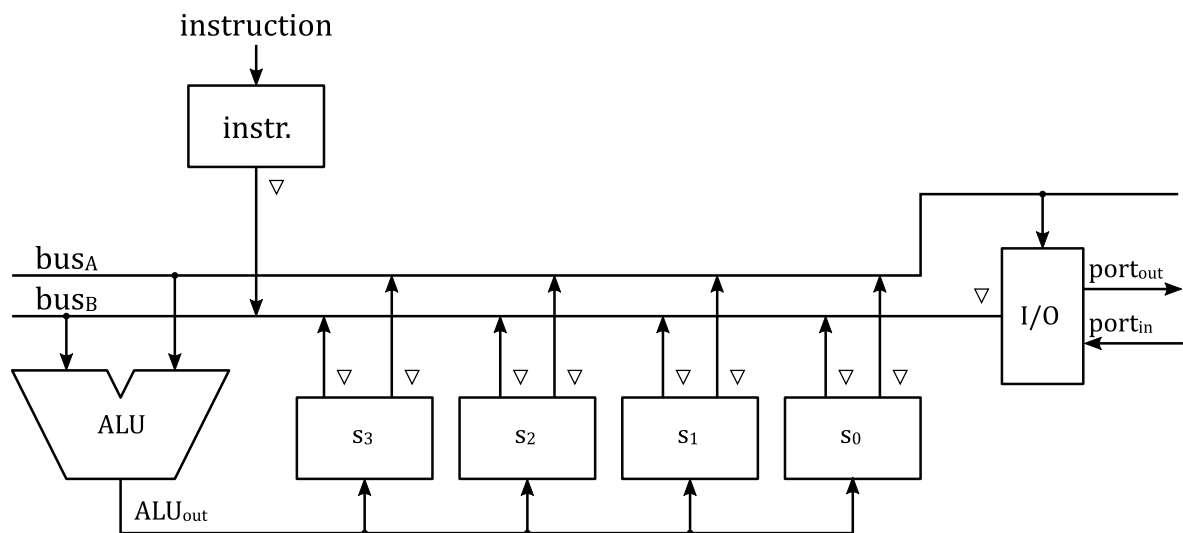 instruction
instr.
busA
busB
portout
I/O
portin
ALU
s3
s2
s1
s0
ALUout